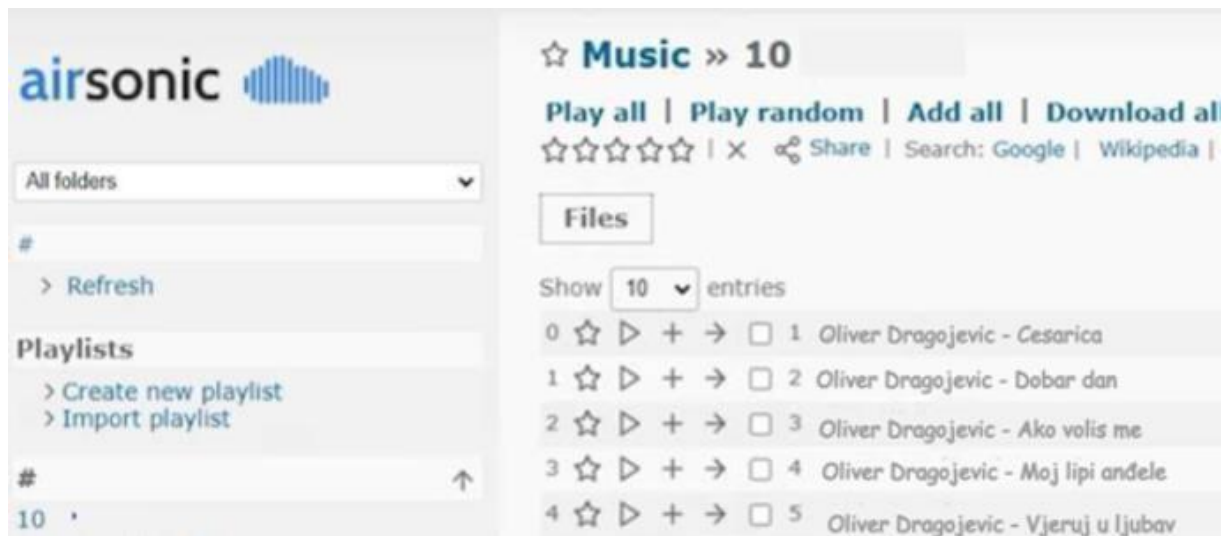 airsonic
All folders
#
> Refresh
Playlists
> Create new playlist
> Import playlist
#
10
Music » 10
Play all | Play random | Add all | Download all
| × Share | Search: Google | Wikipedia |
Files
Show 10 entries
0 1 Oliver Dragojevic - Cesarica
1 2 Oliver Dragojevic - Dobar dan
2 3 Oliver Dragojevic - Ako volis me
3 4 Oliver Dragojevic - Moj lipi anđele
4 5 Oliver Dragojevic - Vjeruj u ljubav